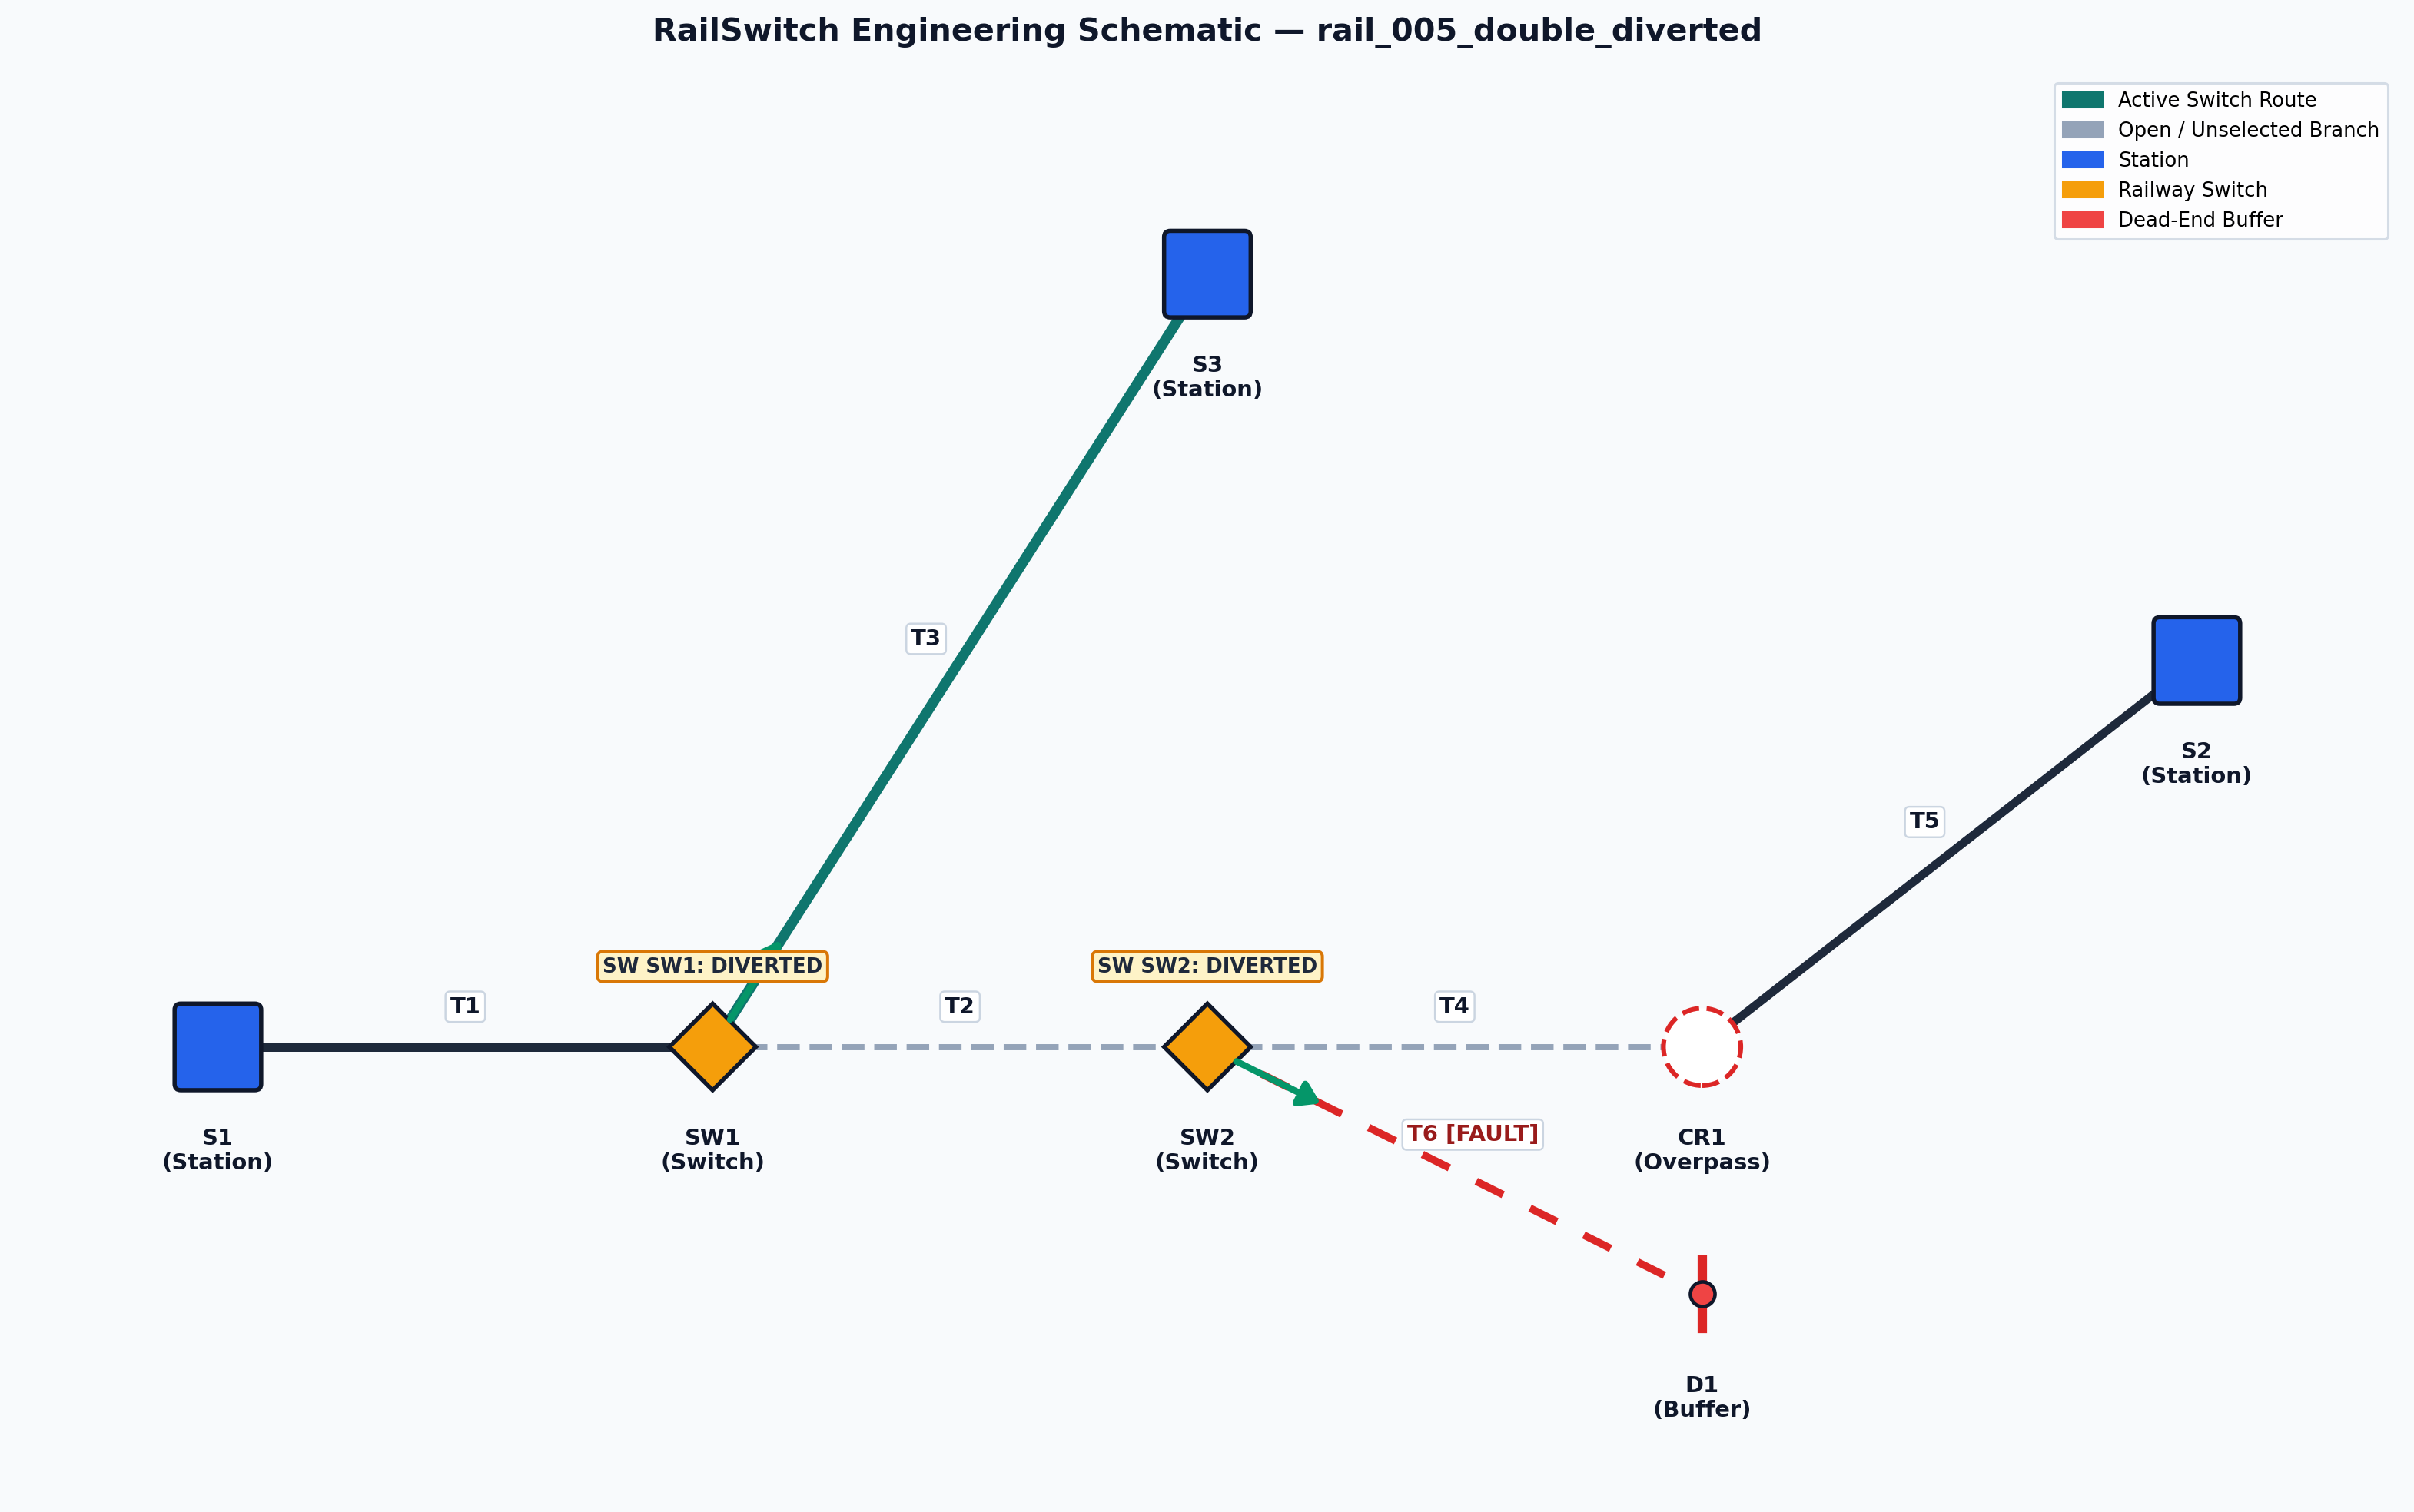 RailSwitch Engineering Schematic — rail_005_double_diverted
Active Switch Route
Open / Unselected Branch
Station
Railway Switch
Dead-End Buffer
S3
(Station)
T3
S2
(Station)
T5
SW SW1: DIVERTED
SW SW2: DIVERTED
T1
T2
T4
T6 [FAULT]
S1
(Station)
SW1
(Switch)
SW2
(Switch)
CR1
(Overpass)
D1
(Buffer)